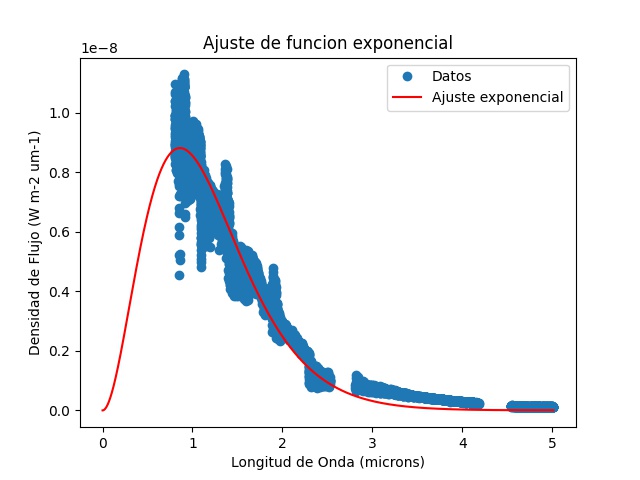 Ajuste de funcion exponencial
1e−8
Datos
Ajuste exponencial
Densidad de Flujo (W m-2 um-1)
1.0
0.8
0.6
0.4
0.2
0.0
0 1 2 3 4 5
Longitud de Onda (microns)